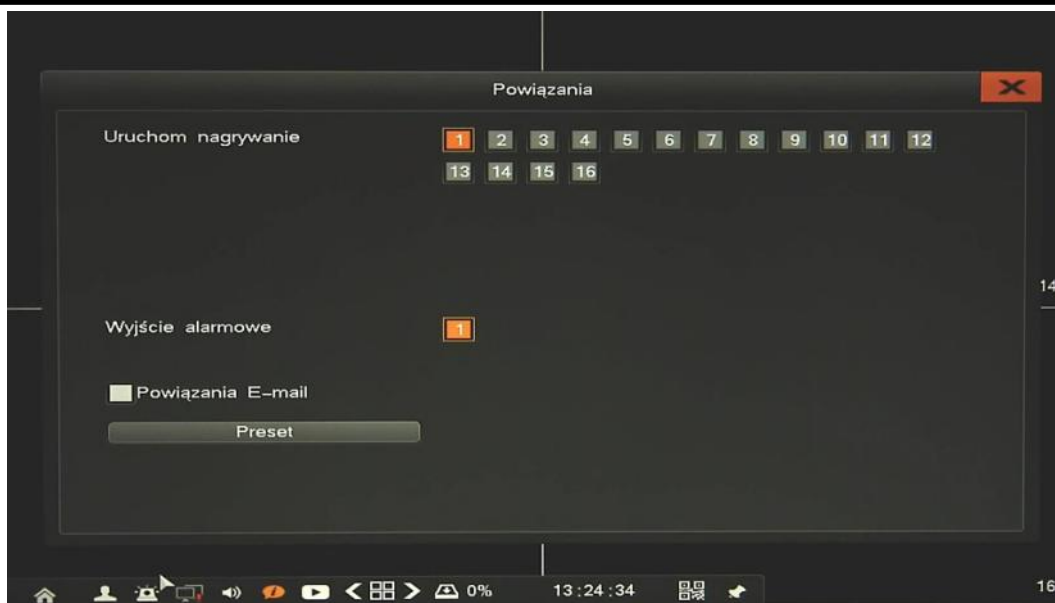 Powiązania
Uruchom nagrywanie
1 2 3 4 5 6 7 8 9 10 11 12
13 14 15 16
14
Wyjście alarmowe
1
Powiązania E-mail
Preset
0%
13:24:34
16